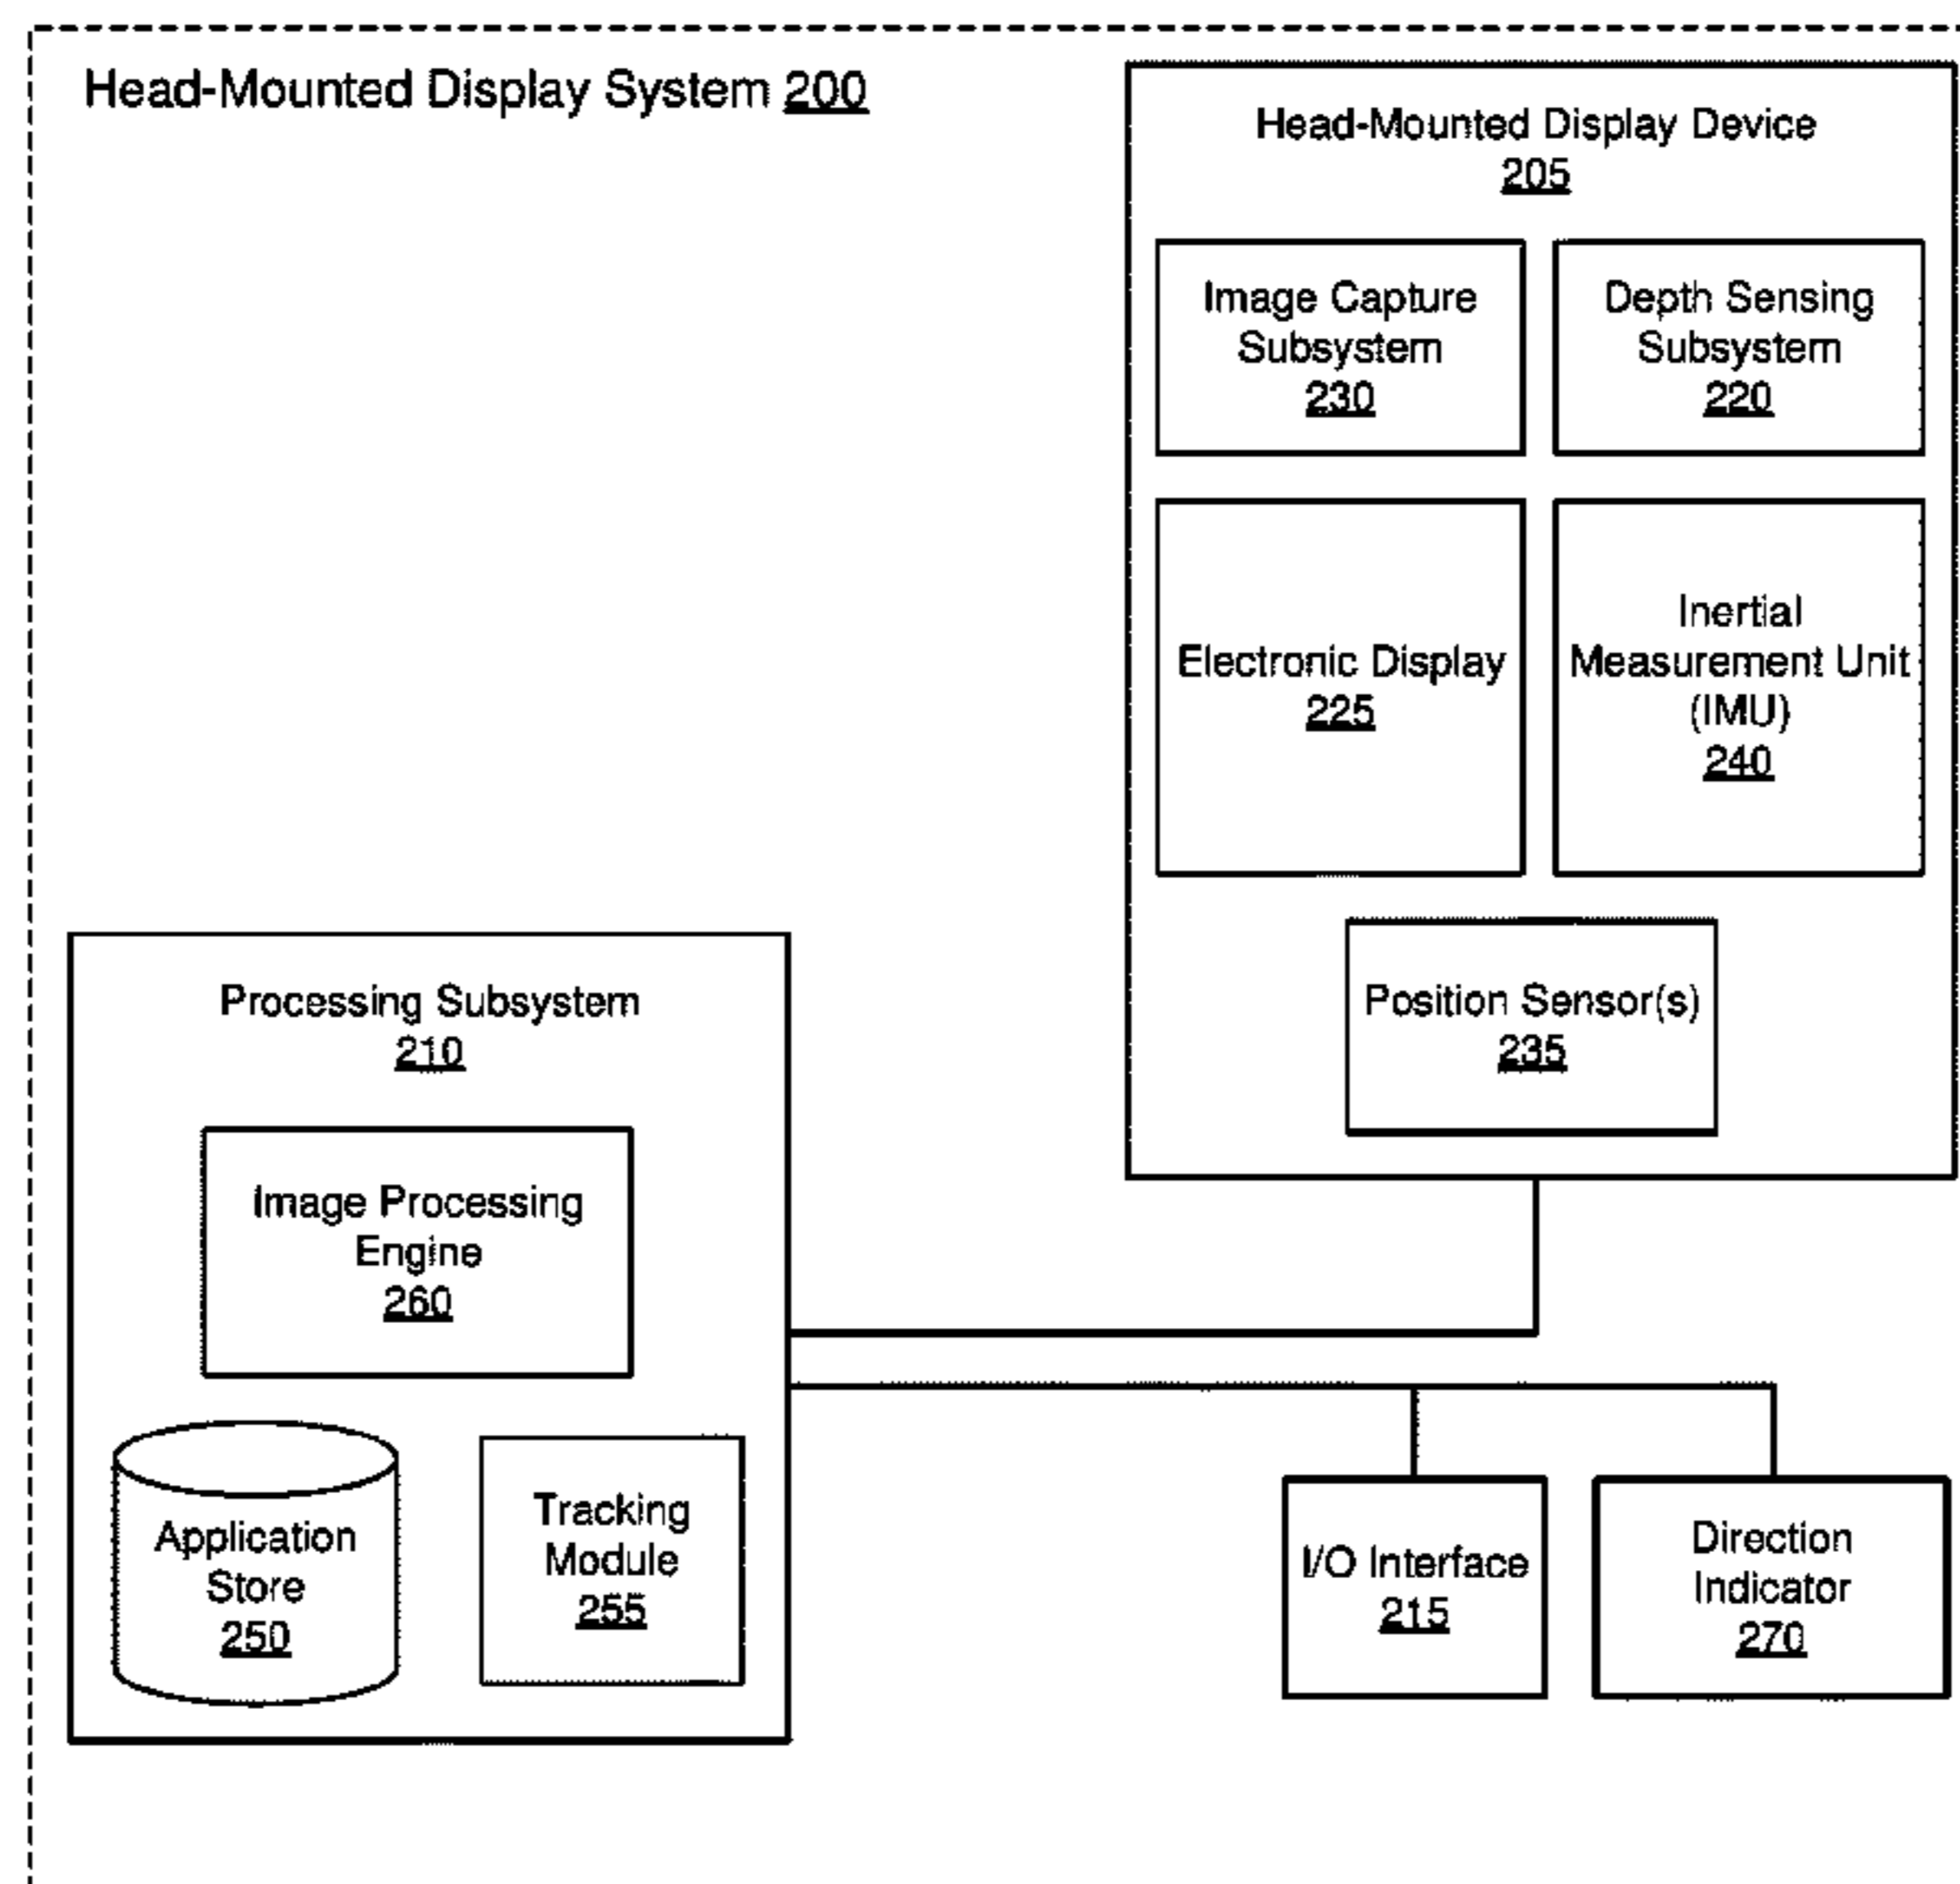 Head-Mounted Display System 200
Head-Mounted Display Device
205
Image Capture
Subsystem
230
Depth Sensing
Subsystem
220
Electronic Display
225
Inertial
Measurement Unit
(IMU)
240
Position Sensor(s)
235
Processing Subsystem
210
Image Processing
Engine
260
Application
Store
250
Tracking
Module
255
I/O Interface
215
Direction
Indicator
270